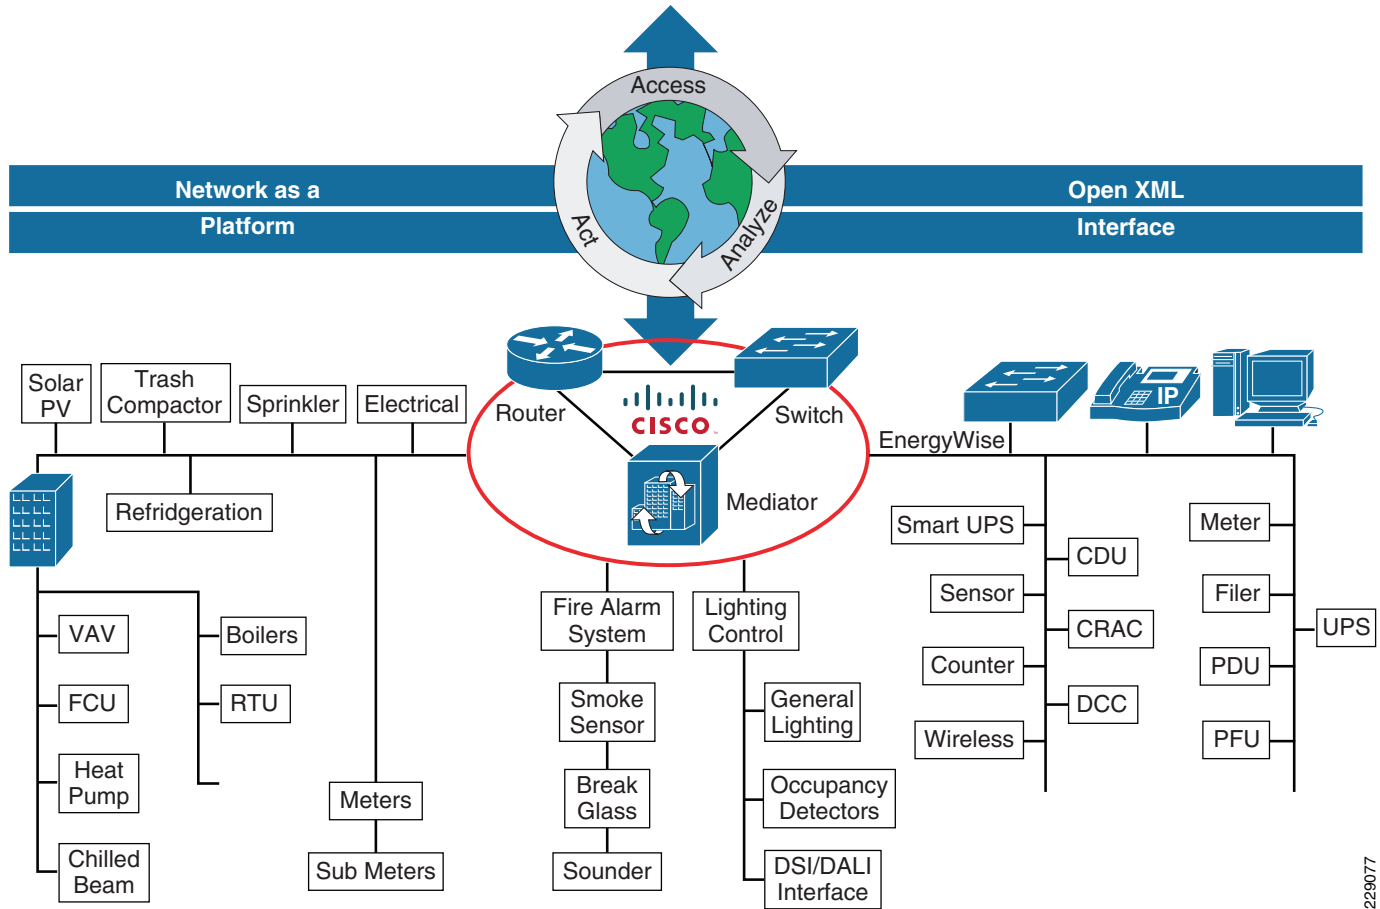 Access
Analyze
Act
Network as a
Platform
Open XML
Interface
Router
Switch
CISCO
Mediator
Solar
PV
Trash
Compactor
Sprinkler
Electrical
Refridgeration
VAV
FCU
Heat
Pump
Chilled
Beam
Boilers
RTU
Meters
Sub Meters
Fire Alarm
System
Smoke
Sensor
Break
Glass
Sounder
Lighting
Control
General
Lighting
Occupancy
Detectors
DSI/DALI
Interface
EnergyWise
IP
Smart UPS
Sensor
Counter
Wireless
CDU
CRAC
DCC
Meter
Filer
PDU
PFU
UPS
229077